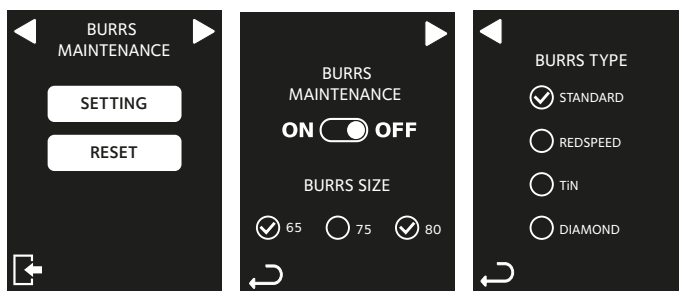 BURRS
MAINTENANCE
SETTING
RESET
BURRS
MAINTENANCE
ON OFF
BURRS SIZE
65 75 80
BURRS TYPE
STANDARD
REDSPEED
TiN
DIAMOND